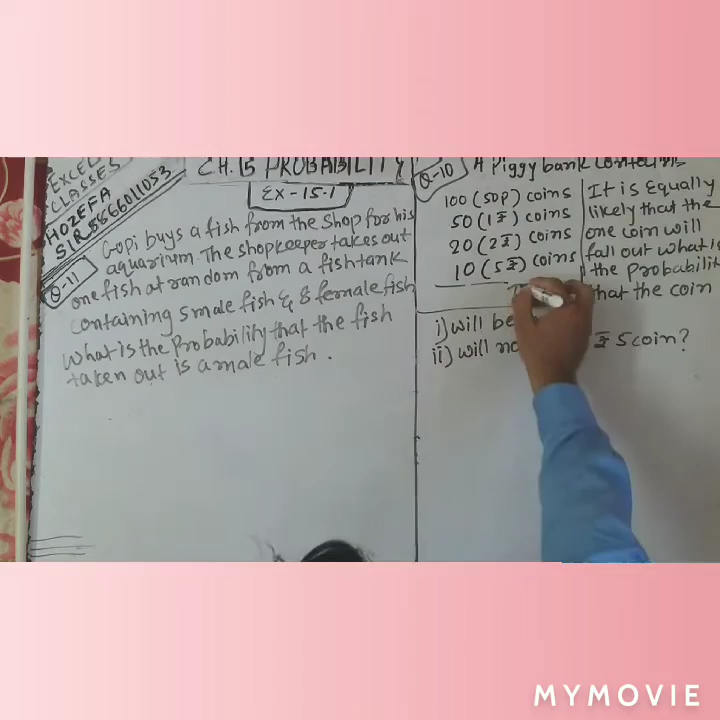 EXCEL
CLASSES
HOZEFA
SIR
CH.15 PROBABILITY
EX-15.1
Q-11
Gopi buys a fish from the shop for his
aquarium. The shopkeeper takes out
one fish at random from a fish tank
containing 5 male fish & 8 female fish
What is the Probability that the fish
taken out is a male fish.
Q-10
A Piggy bank contains
100 (50p) coins
50 (1₹) coins
20 (2₹) coins
10 (5₹) coins
It is Equally
likely that the
one coin will
fall out what is
the probabilit
that the coin
i) will be
ii) will no ₹ 5 coin?
MYMOVIE